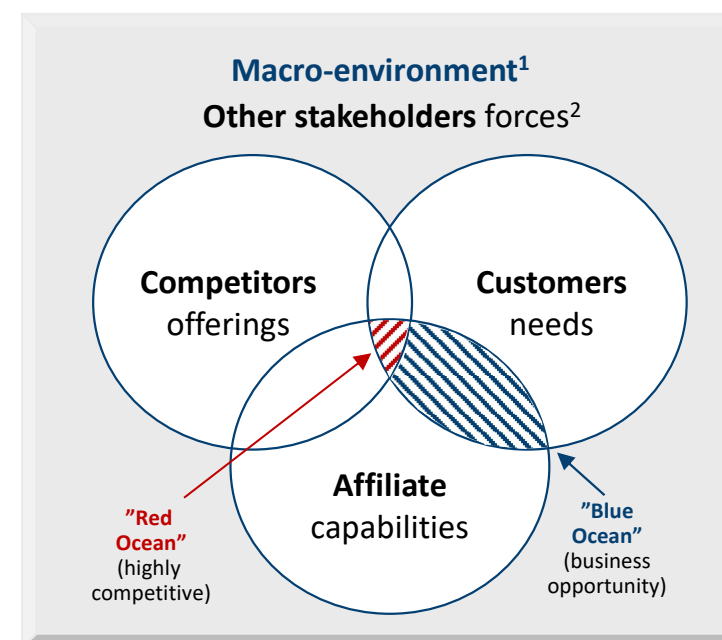 Macro-environment¹
Other stakeholders forces²
Competitors
offerings
Customers
needs
Affiliate
capabilities
”Red
Ocean”
(highly
competitive)
”Blue
Ocean”
(business
opportunity)